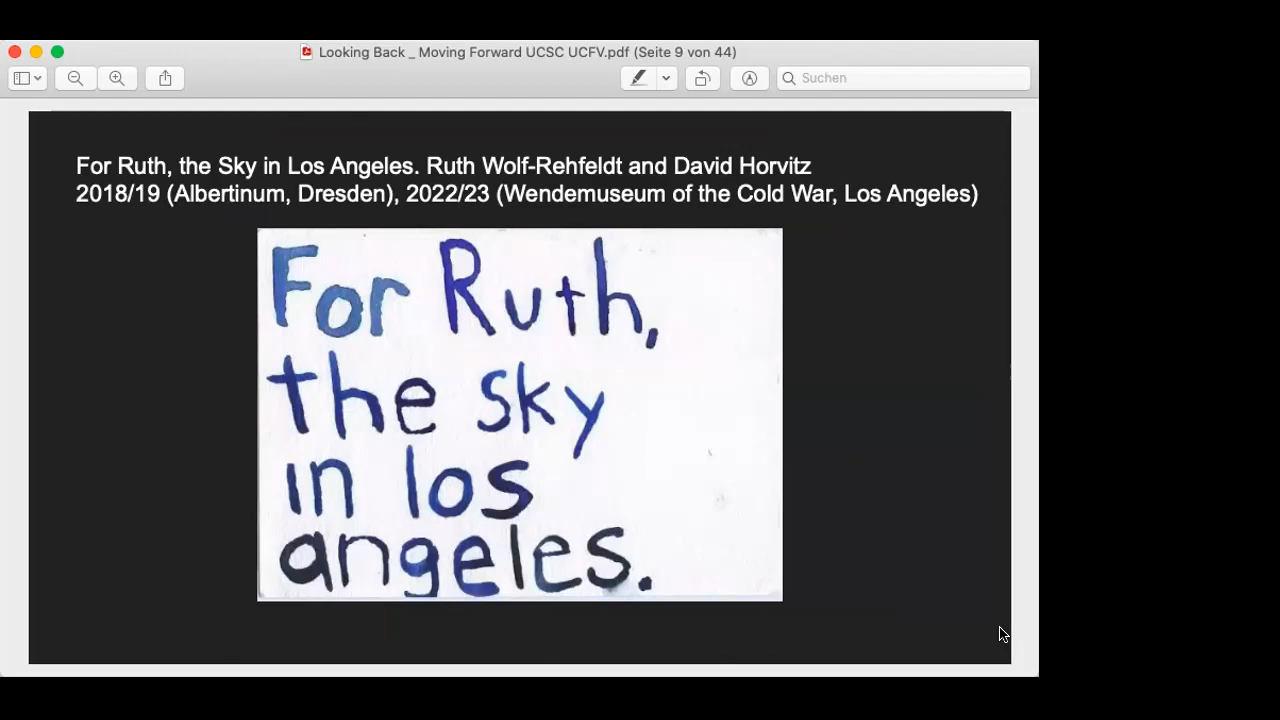 Looking Back _ Moving Forward UCSC UCFV.pdf (Seite 9 von 44)
Suchen
For Ruth, the Sky in Los Angeles. Ruth Wolf-Rehfeldt and David Horvitz
2018/19 (Albertinum, Dresden), 2022/23 (Wendemuseum of the Cold War, Los Angeles)
For Ruth,
the sky
in los
angeles.